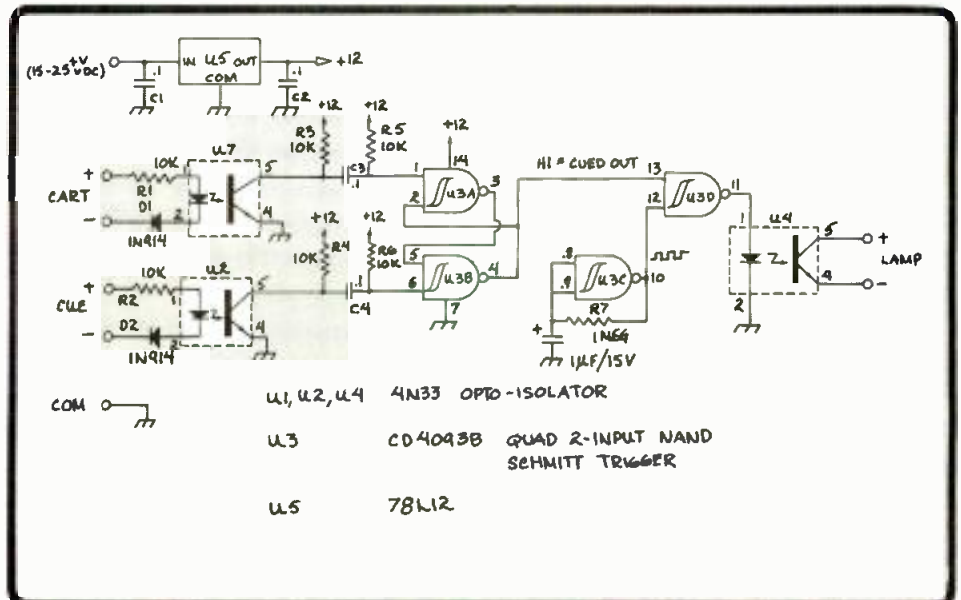 +V
(15-25 VDC)
.1
C1
IN U5 OUT
COM
.1
C2
+12
+12
R3
10K
+12
R5
10K
+12
CART
+
-
10K
R1
D1
1N914
U7
1
2
5
4
C3
.1
1
2
14
U3A
3
HI = CUED OUT
13
12
U3D
11
CUE
+
-
10K
R2
D2
1N914
U2
1
2
5
4
+12
R4
10K
+12
R6
10K
.1
C4
5
6
U3B
4
7
8
9
U3C
10
R7
1MEG
+
1µF/15V
1
2
U4
5
4
+
LAMP
-
COM
U1, U2, U4 4N33 OPTO-ISOLATOR
U3 CD4093B QUAD 2-INPUT NAND
SCHMITT TRIGGER
U5 78L12